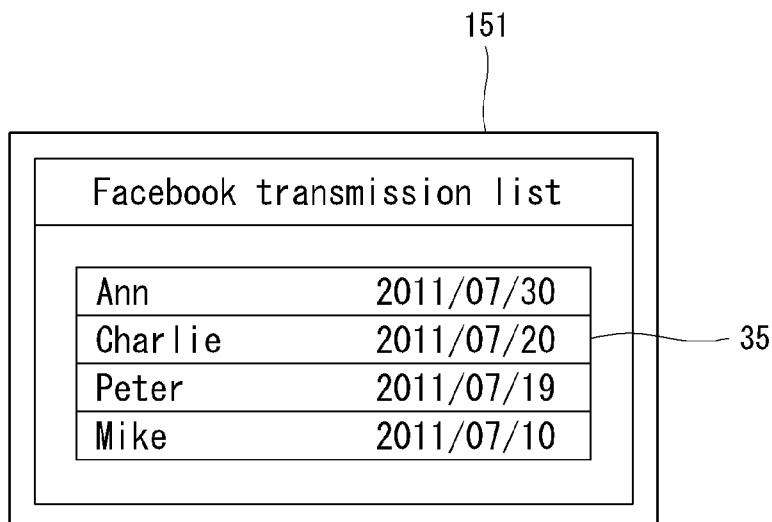 151
Facebook transmission list
Ann 2011/07/30
Charlie 2011/07/20
35
Peter 2011/07/19
Mike 2011/07/10